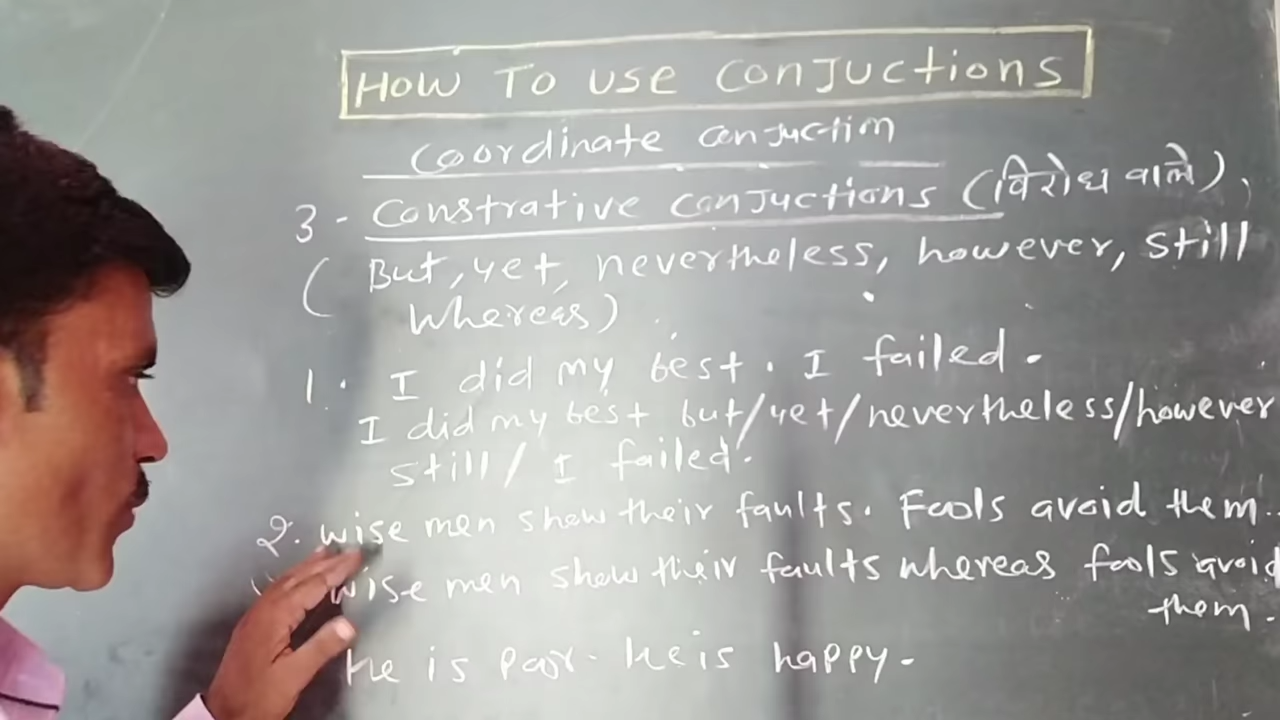 HOW TO USE CONJUCTIONS
Coordinate conjuction
3 - Constrative conjuctions (विरोध वाले),
( But, yet, nevertheless, however, still
whereas)
1. I did my best. I failed.
I did my best but/yet/nevertheless/however
still/ I failed.
2. wise men show their faults. Fools avoid them.
wise men show their faults whereas fools avoid
them.
He is poor. He is happy.